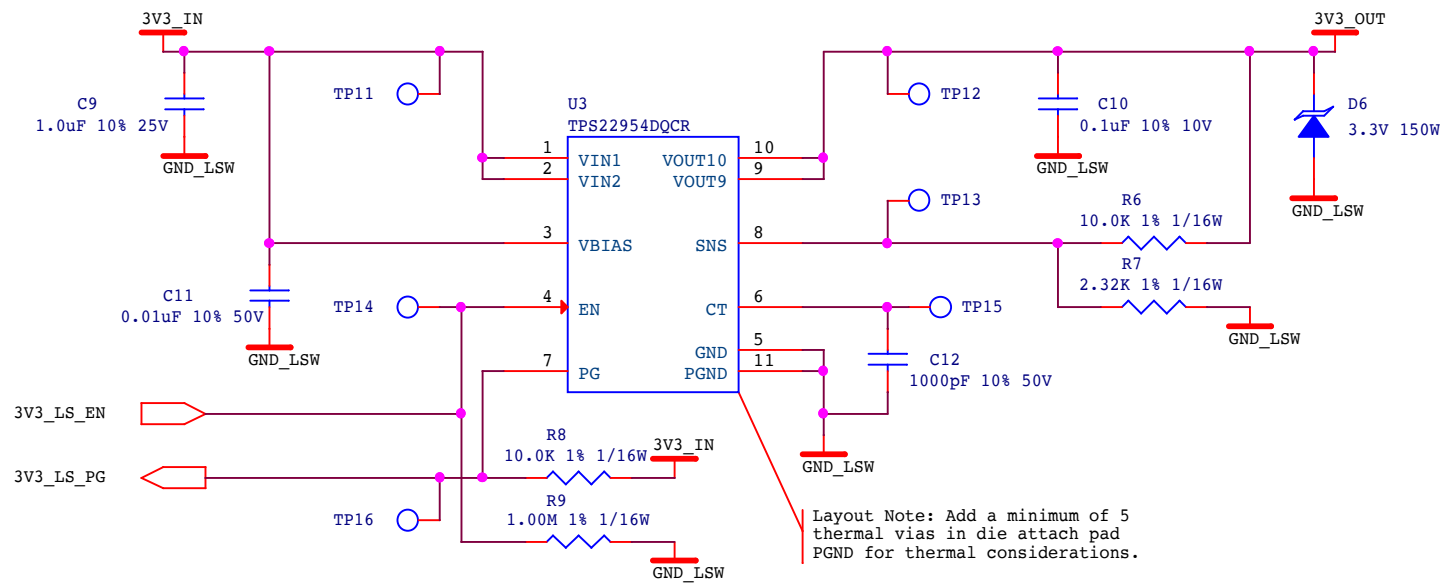 3V3_IN
3V3_OUT
C9
1.0uF 10% 25V
GND_LSW
TP11
U3
TPS22954DQCR
TP12
C10
0.1uF 10% 10V
GND_LSW
D6
3.3V 150W
GND_LSW
1
VIN1
2
VIN2
VOUT10
10
VOUT9
9
TP13
3
VBIAS
SNS
8
R6
10.0K 1% 1/16W
R7
2.32K 1% 1/16W
GND_LSW
C11
0.01uF 10% 50V
GND_LSW
TP14
4
EN
CT
6
TP15
7
PG
GND
5
PGND
11
C12
1000pF 10% 50V
GND_LSW
3V3_LS_EN
3V3_LS_PG
R8
10.0K 1% 1/16W
3V3_IN
TP16
R9
1.00M 1% 1/16W
GND_LSW
Layout Note: Add a minimum of 5
thermal vias in die attach pad
PGND for thermal considerations.